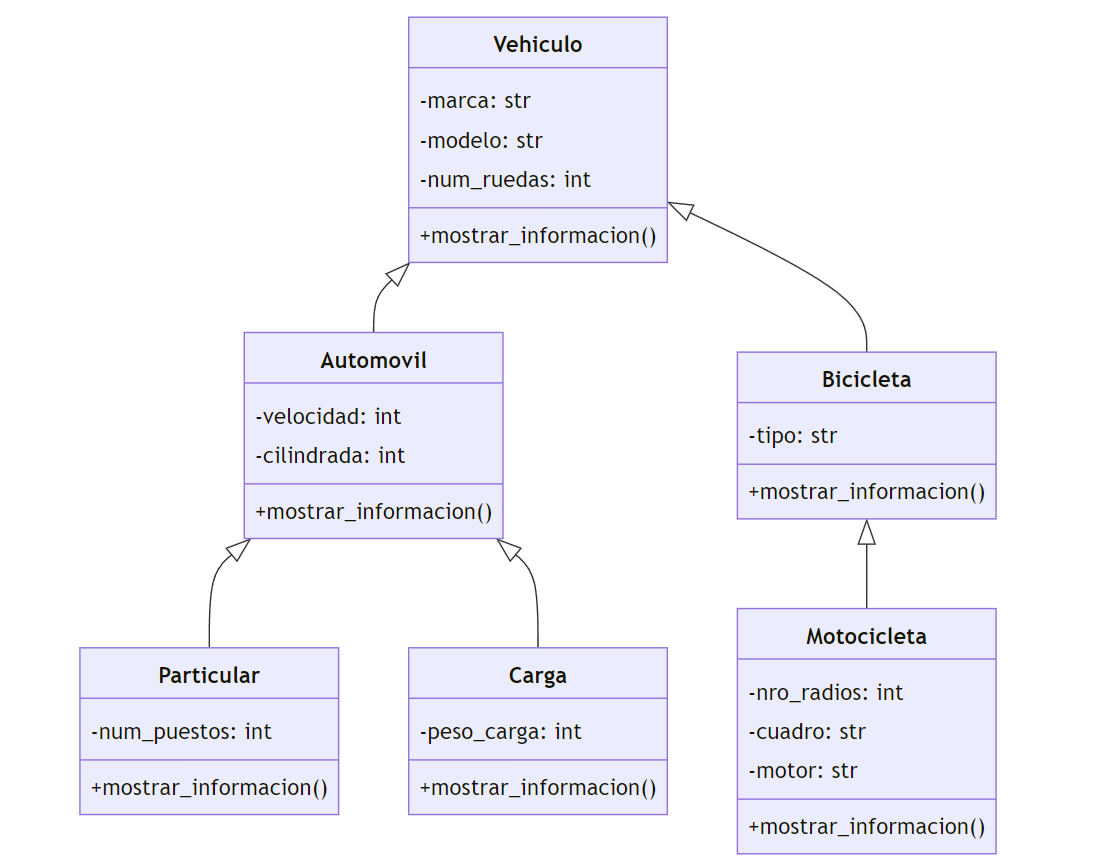 Vehiculo
-marca: str
-modelo: str
-num_ruedas: int
+mostrar_informacion()
Automovil
-velocidad: int
-cilindrada: int
+mostrar_informacion()
Bicicleta
-tipo: str
+mostrar_informacion()
Particular
-num_puestos: int
+mostrar_informacion()
Carga
-peso_carga: int
+mostrar_informacion()
Motocicleta
-nro_radios: int
-cuadro: str
-motor: str
+mostrar_informacion()